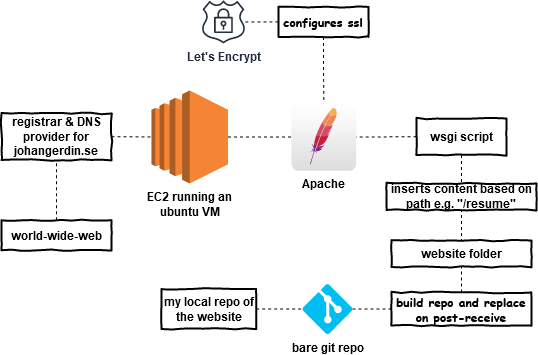 configures ssl
Let's Encrypt
registrar & DNS
provider for
johangerdin.se
wsgi script
Apache
EC2 running an
ubuntu VM
inserts content based on
path e.g. "/resume"
world-wide-web
website folder
my local repo of
the website
build repo and replace
on post-receive
bare git repo